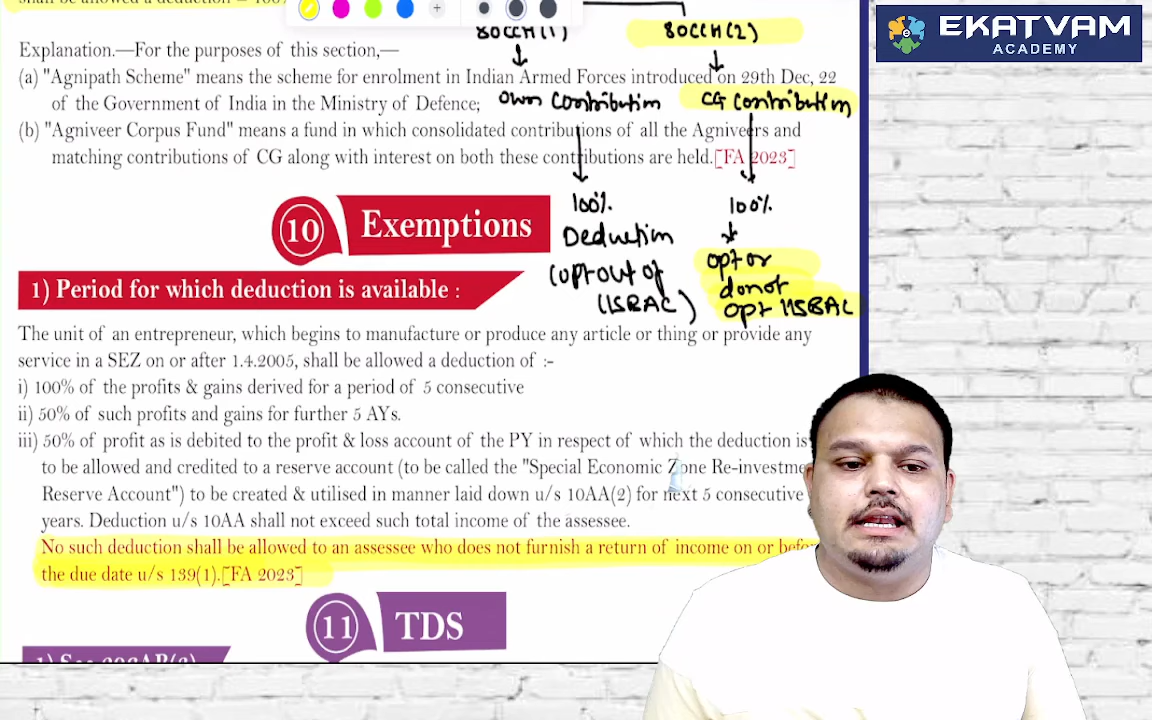 shall be allowed a deduction = 100%
80CCH(1)
80CCH(2)
EKATVAM
ACADEMY
Explanation.—For the purposes of this section,—
(a) "Agnipath Scheme" means the scheme for enrolment in Indian Armed Forces introduced on 29th Dec, 22
of the Government of India in the Ministry of Defence;
own contribution
CG contribution
(b) "Agniveer Corpus Fund" means a fund in which consolidated contributions of all the Agniveers and
matching contributions of CG along with interest on both these contributions are held.[FA 2023]
100%
Deduction
(opt out of
115BAC)
100%
opt or
donot
opt 115BAC
10 Exemptions
1) Period for which deduction is available :
The unit of an entrepreneur, which begins to manufacture or produce any article or thing or provide any
service in a SEZ on or after 1.4.2005, shall be allowed a deduction of :-
i) 100% of the profits & gains derived for a period of 5 consecutive
ii) 50% of such profits and gains for further 5 AYs.
iii) 50% of profit as is debited to the profit & loss account of the PY in respect of which the deduction is
to be allowed and credited to a reserve account (to be called the "Special Economic Zone Re-investme
Reserve Account") to be created & utilised in manner laid down u/s 10AA(2) for next 5 consecutive
years. Deduction u/s 10AA shall not exceed such total income of the assessee.
No such deduction shall be allowed to an assessee who does not furnish a return of income on or befo
the due date u/s 139(1).[FA 2023]
11 TDS